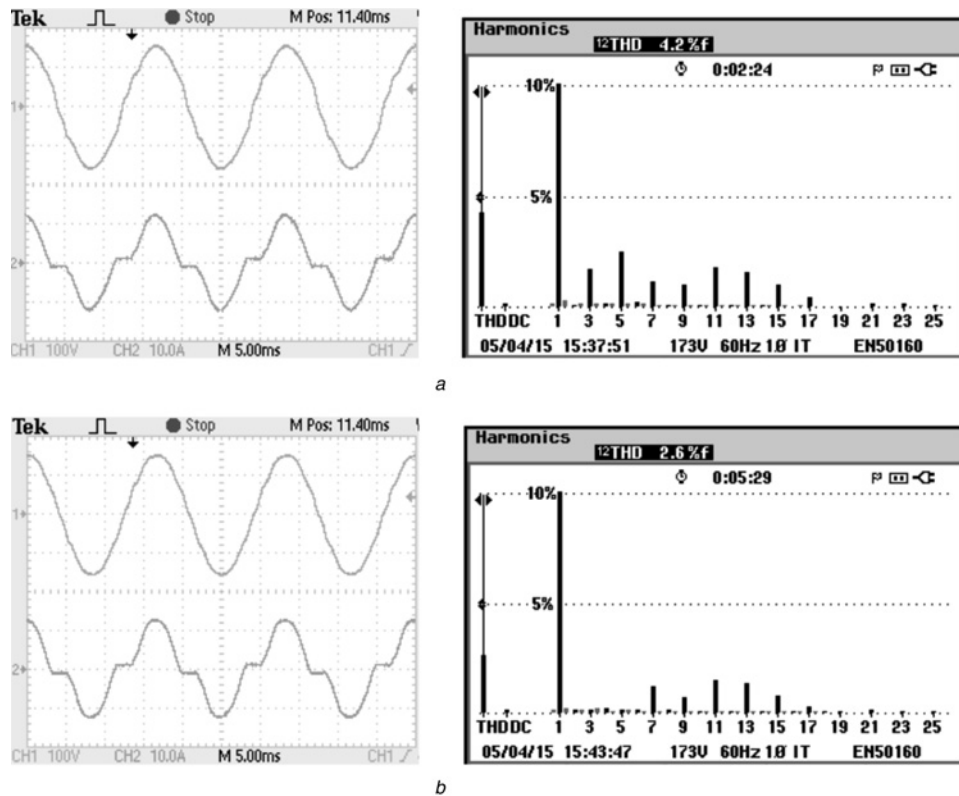 Tek Stop M Pos: 11.40ms
1
2
CH1 100V CH2 10.0A M 5.00ms CH1
Harmonics
12THD 4.2%f
0:02:24
10%
5%
THDDC 1 3 5 7 9 11 13 15 17 19 21 23 25
05/04/15 15:37:51 173V 60Hz 1Ø IT EN50160
a
Tek Stop M Pos: 11.40ms
1
2
CH1 100V CH2 10.0A M 5.00ms CH1
Harmonics
12THD 2.6%f
0:05:29
10%
5%
THDDC 1 3 5 7 9 11 13 15 17 19 21 23 25
05/04/15 15:43:47 173V 60Hz 1Ø IT EN50160
b